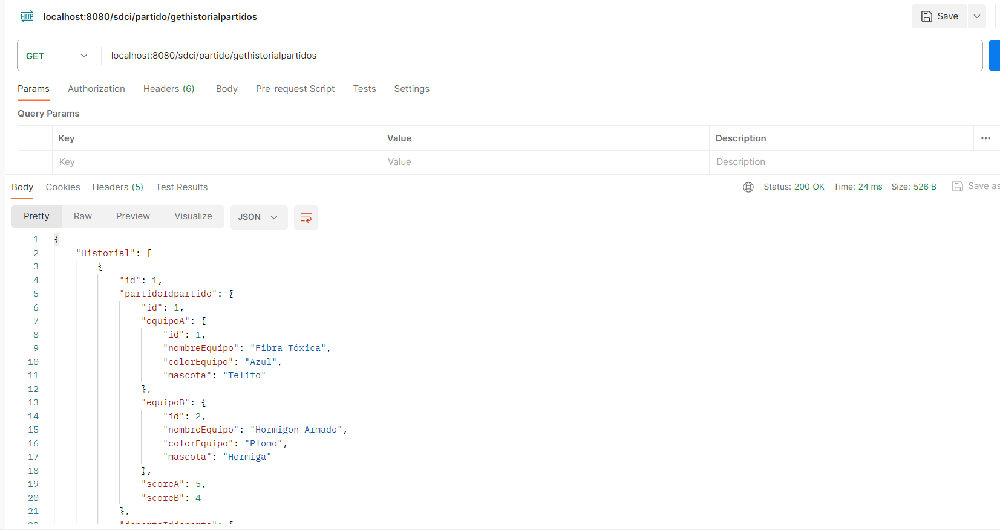 HTTP localhost:8080/sdci/partido/gethistorialpartidos Save
GET localhost:8080/sdci/partido/gethistorialpartidos
Params Authorization Headers (6) Body Pre-request Script Tests Settings
Query Params
Key Value Description
Key Value Description
Body Cookies Headers (5) Test Results Status: 200 OK Time: 24 ms Size: 526 B Save as
Pretty Raw Preview Visualize JSON
1 {
2 "Historial": [
3 {
4 "id": 1,
5 "partidoIdpartido": {
6 "id": 1,
7 "equipoA": {
8 "id": 1,
9 "nombreEquipo": "Fibra Tóxica",
10 "colorEquipo": "Azul",
11 "mascota": "Telito"
12 },
13 "equipoB": {
14 "id": 2,
15 "nombreEquipo": "Hormigon Armado",
16 "colorEquipo": "Plomo",
17 "mascota": "Hormiga"
18 },
19 "scoreA": 5,
20 "scoreB": 4
21 },